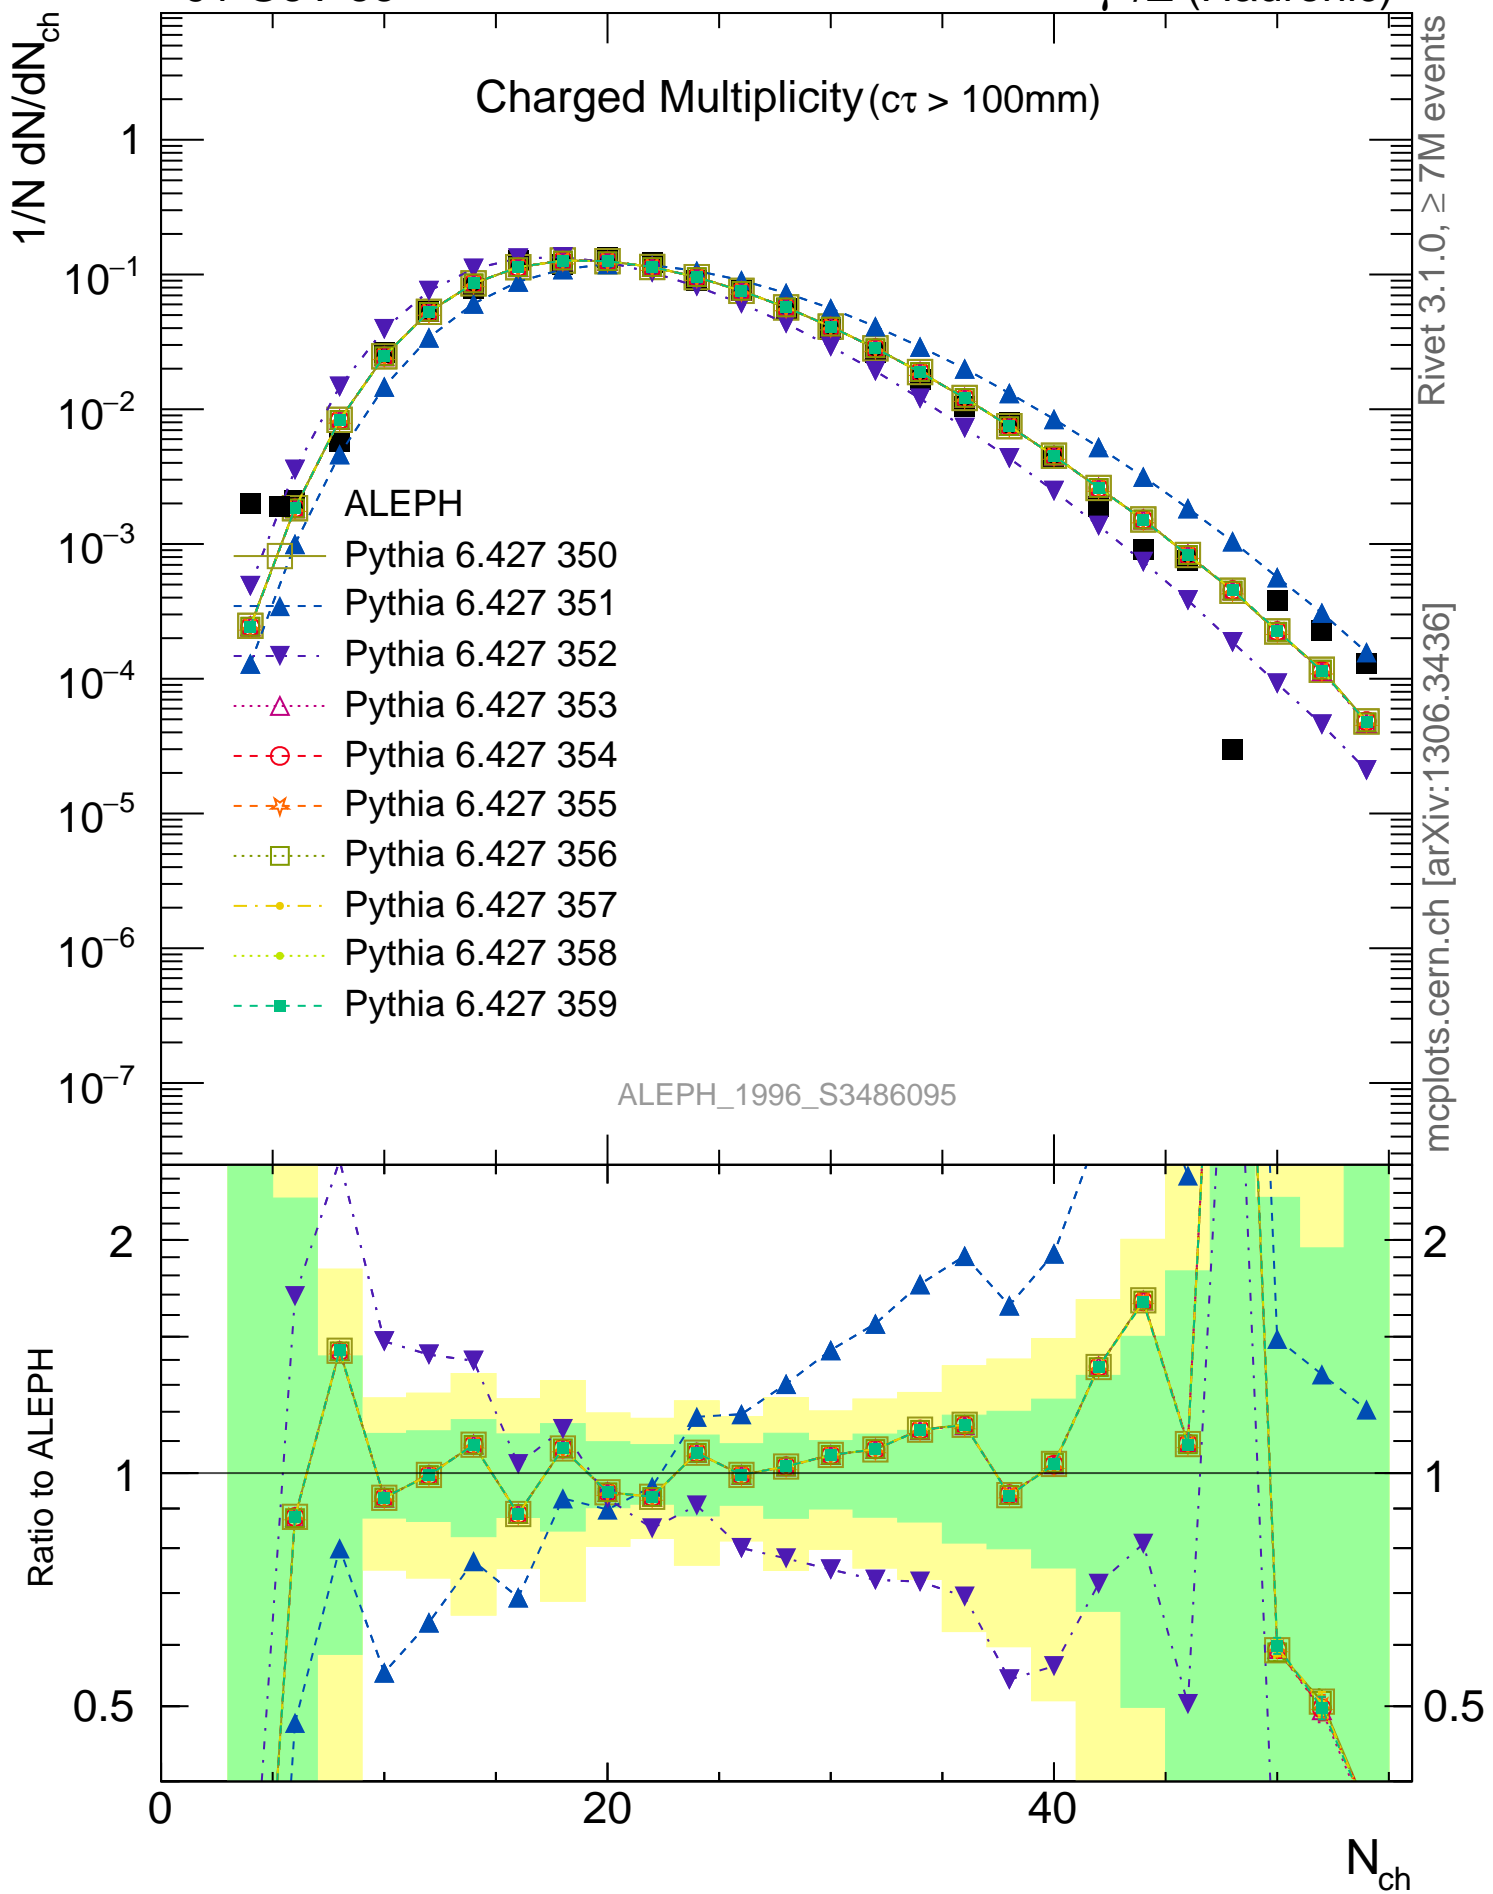 1/N dN/dNch
Charged Multiplicity (cτ > 100mm)
1
10−1
10−2
10−3
10−4
10−5
10−6
10−7
ALEPH
Pythia 6.427 350
Pythia 6.427 351
Pythia 6.427 352
Pythia 6.427 353
Pythia 6.427 354
Pythia 6.427 355
Pythia 6.427 356
Pythia 6.427 357
Pythia 6.427 358
Pythia 6.427 359
ALEPH_1996_S3486095
Rivet 3.1.0, ≥ 7M events
mcplots.cern.ch [arXiv:1306.3436]
Ratio to ALEPH
2
1
0.5
2
1
0.5
0
20
40
Nch